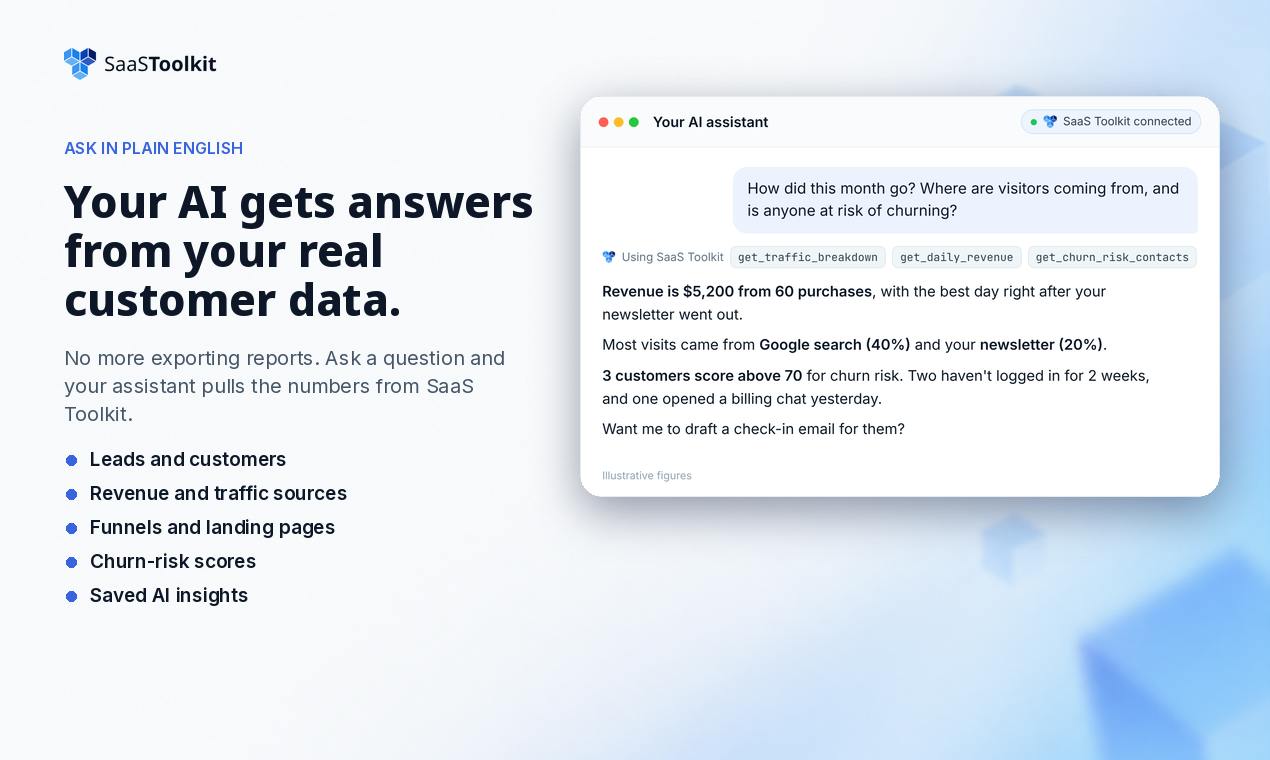 SaaSToolkit
ASK IN PLAIN ENGLISH
Your AI gets answers
from your real
customer data.
No more exporting reports. Ask a question and
your assistant pulls the numbers from SaaS
Toolkit.
Leads and customers
Revenue and traffic sources
Funnels and landing pages
Churn-risk scores
Saved AI insights
Your AI assistant
SaaS Toolkit connected
How did this month go? Where are visitors coming from, and
is anyone at risk of churning?
Using SaaS Toolkit get_traffic_breakdown get_daily_revenue get_churn_risk_contacts
Revenue is $5,200 from 60 purchases, with the best day right after your
newsletter went out.
Most visits came from Google search (40%) and your newsletter (20%).
3 customers score above 70 for churn risk. Two haven't logged in for 2 weeks,
and one opened a billing chat yesterday.
Want me to draft a check-in email for them?
Illustrative figures